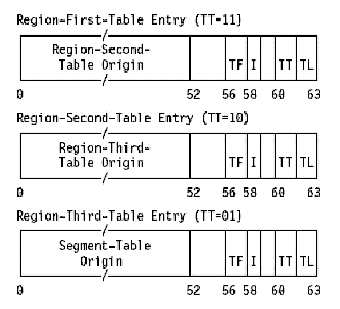 Region-First-Table Entry (TT=11)
Region-Second-
Table Origin TF I TT TL
0 52 56 58 60 63
Region-Second-Table Entry (TT=10)
Region-Third-
Table Origin TF I TT TL
0 52 56 58 60 63
Region-Third-Table Entry (TT=01)
Segment-Table
Origin TF I TT TL
0 52 56 58 60 63